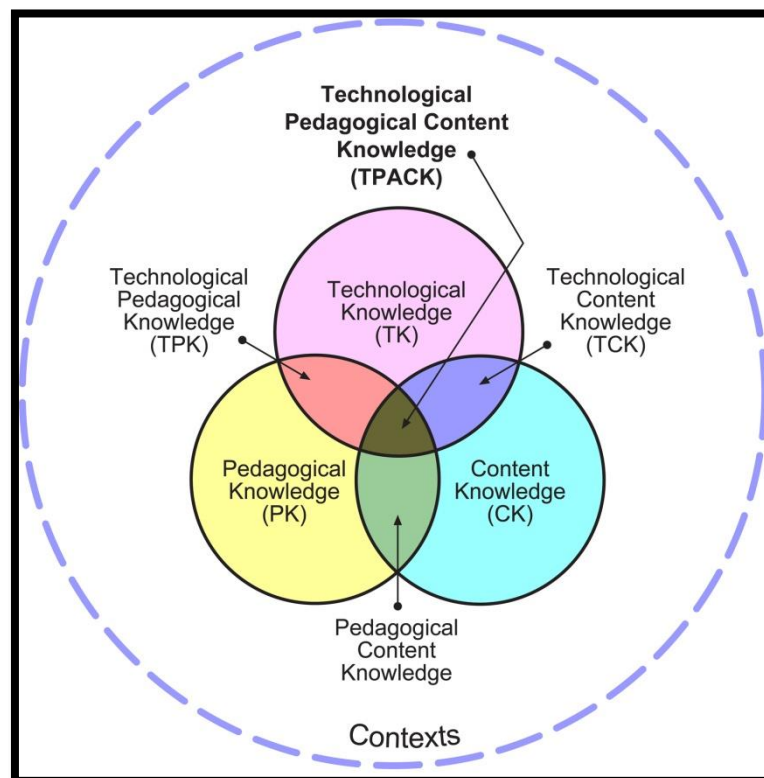 Technological
Pedagogical Content
Knowledge
(TPACK)
Technological
Pedagogical
Knowledge
(TPK)
Technological
Knowledge
(TK)
Technological
Content
Knowledge
(TCK)
Pedagogical
Knowledge
(PK)
Content
Knowledge
(CK)
Pedagogical
Content
Knowledge
Contexts